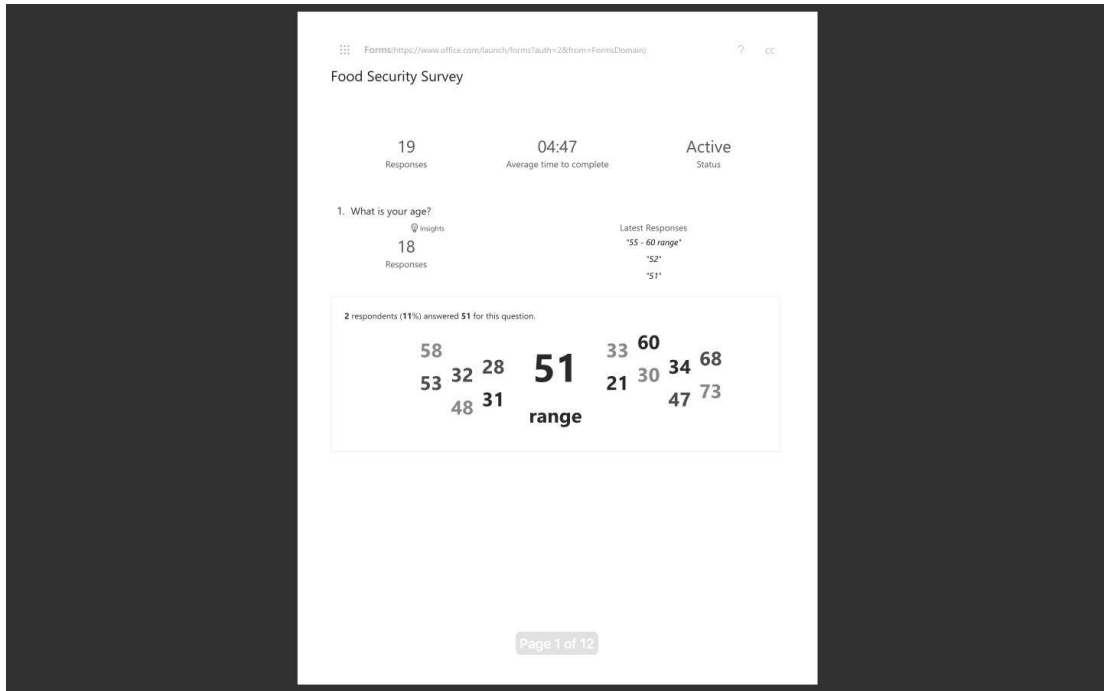 Forms(https://www.office.com/launch/forms?auth=2&from=FormsDomain) ? CC
Food Security Survey
19 04:47 Active
Responses Average time to complete Status
1. What is your age?
Insights Latest Responses
18 "55 - 60 range"
Responses "52"
"51"
2 respondents (11%) answered 51 for this question.
58 32 28 51 33 60 34 68
53 48 31 range 21 30 47 73
Page 1 of 12